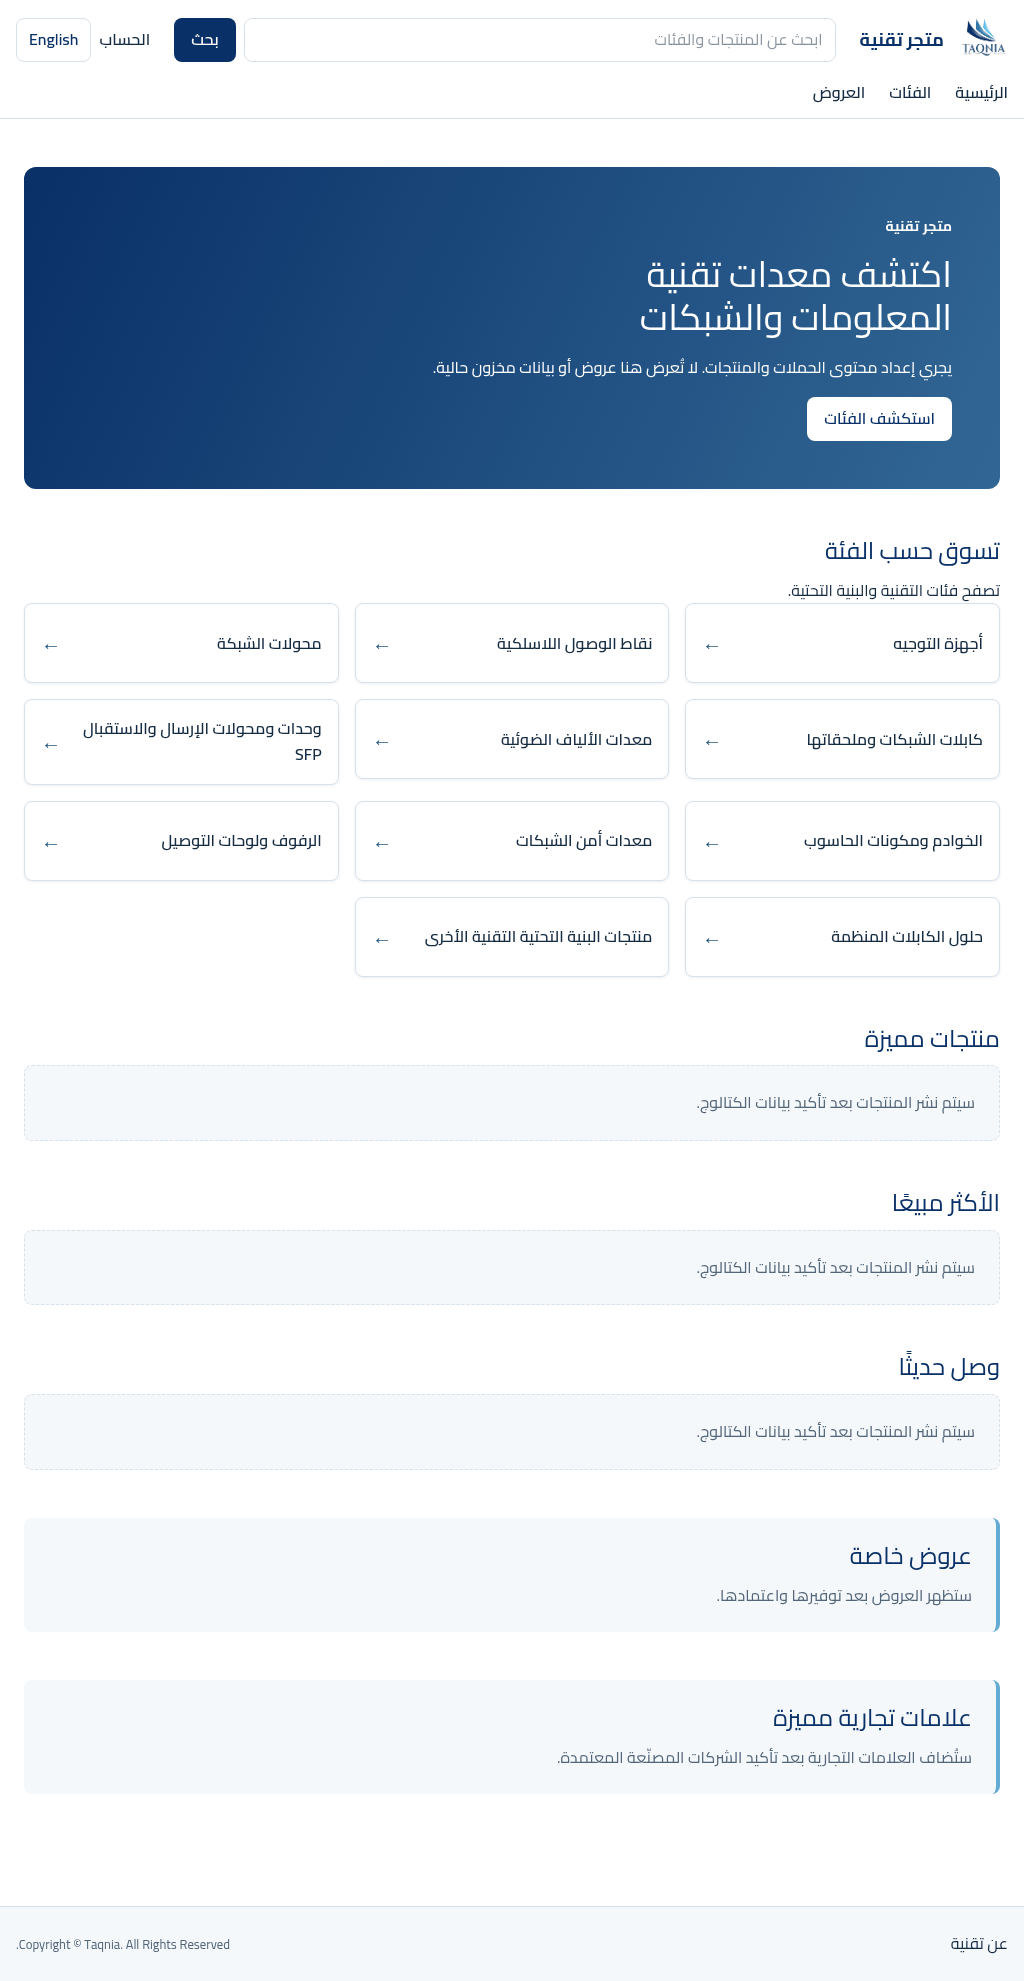 TAQNIA
متجر تقنية
ابحث عن المنتجات والفئات
بحث
الحساب
English
الرئيسية
الفئات
العروض
متجر تقنية
اكتشف معدات تقنية
المعلومات والشبكات
يجري إعداد محتوى الحملات والمنتجات. لا تُعرض هنا عروض أو بيانات مخزون حالية.
استكشف الفئات
تسوق حسب الفئة
تصفح فئات التقنية والبنية التحتية.
أجهزة التوجيه ←
نقاط الوصول اللاسلكية ←
محولات الشبكة ←
كابلات الشبكات وملحقاتها ←
معدات الألياف الضوئية ←
وحدات ومحولات الإرسال والاستقبال
SFP ←
الخوادم ومكونات الحاسوب ←
معدات أمن الشبكات ←
الرفوف ولوحات التوصيل ←
حلول الكابلات المنظمة ←
منتجات البنية التحتية التقنية الأخرى ←
منتجات مميزة
سيتم نشر المنتجات بعد تأكيد بيانات الكتالوج.
الأكثر مبيعًا
سيتم نشر المنتجات بعد تأكيد بيانات الكتالوج.
وصل حديثًا
سيتم نشر المنتجات بعد تأكيد بيانات الكتالوج.
عروض خاصة
ستظهر العروض بعد توفيرها واعتمادها.
علامات تجارية مميزة
ستُضاف العلامات التجارية بعد تأكيد الشركات المصنّعة المعتمدة.
عن تقنية
.Copyright © Taqnia. All Rights Reserved